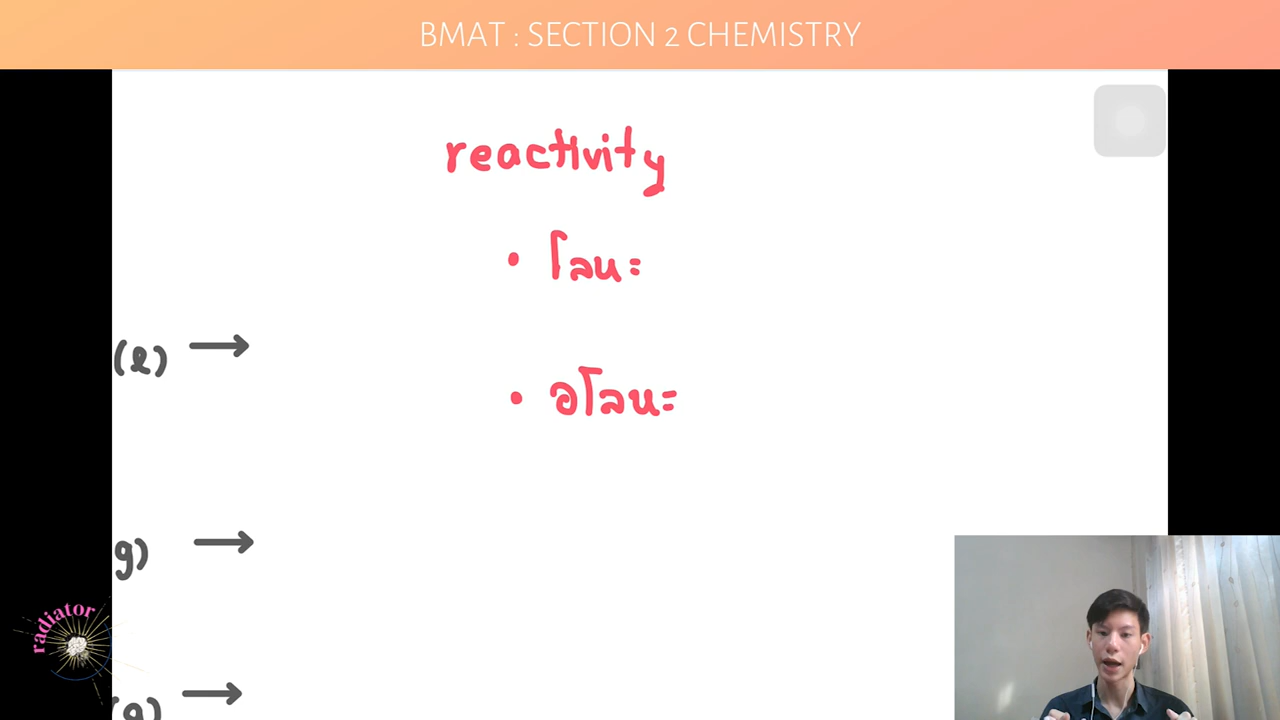 BMAT : SECTION 2 CHEMISTRY
reactivity
• โลหะ
(l) →
• อโลหะ
g) →
(g) →
radiator